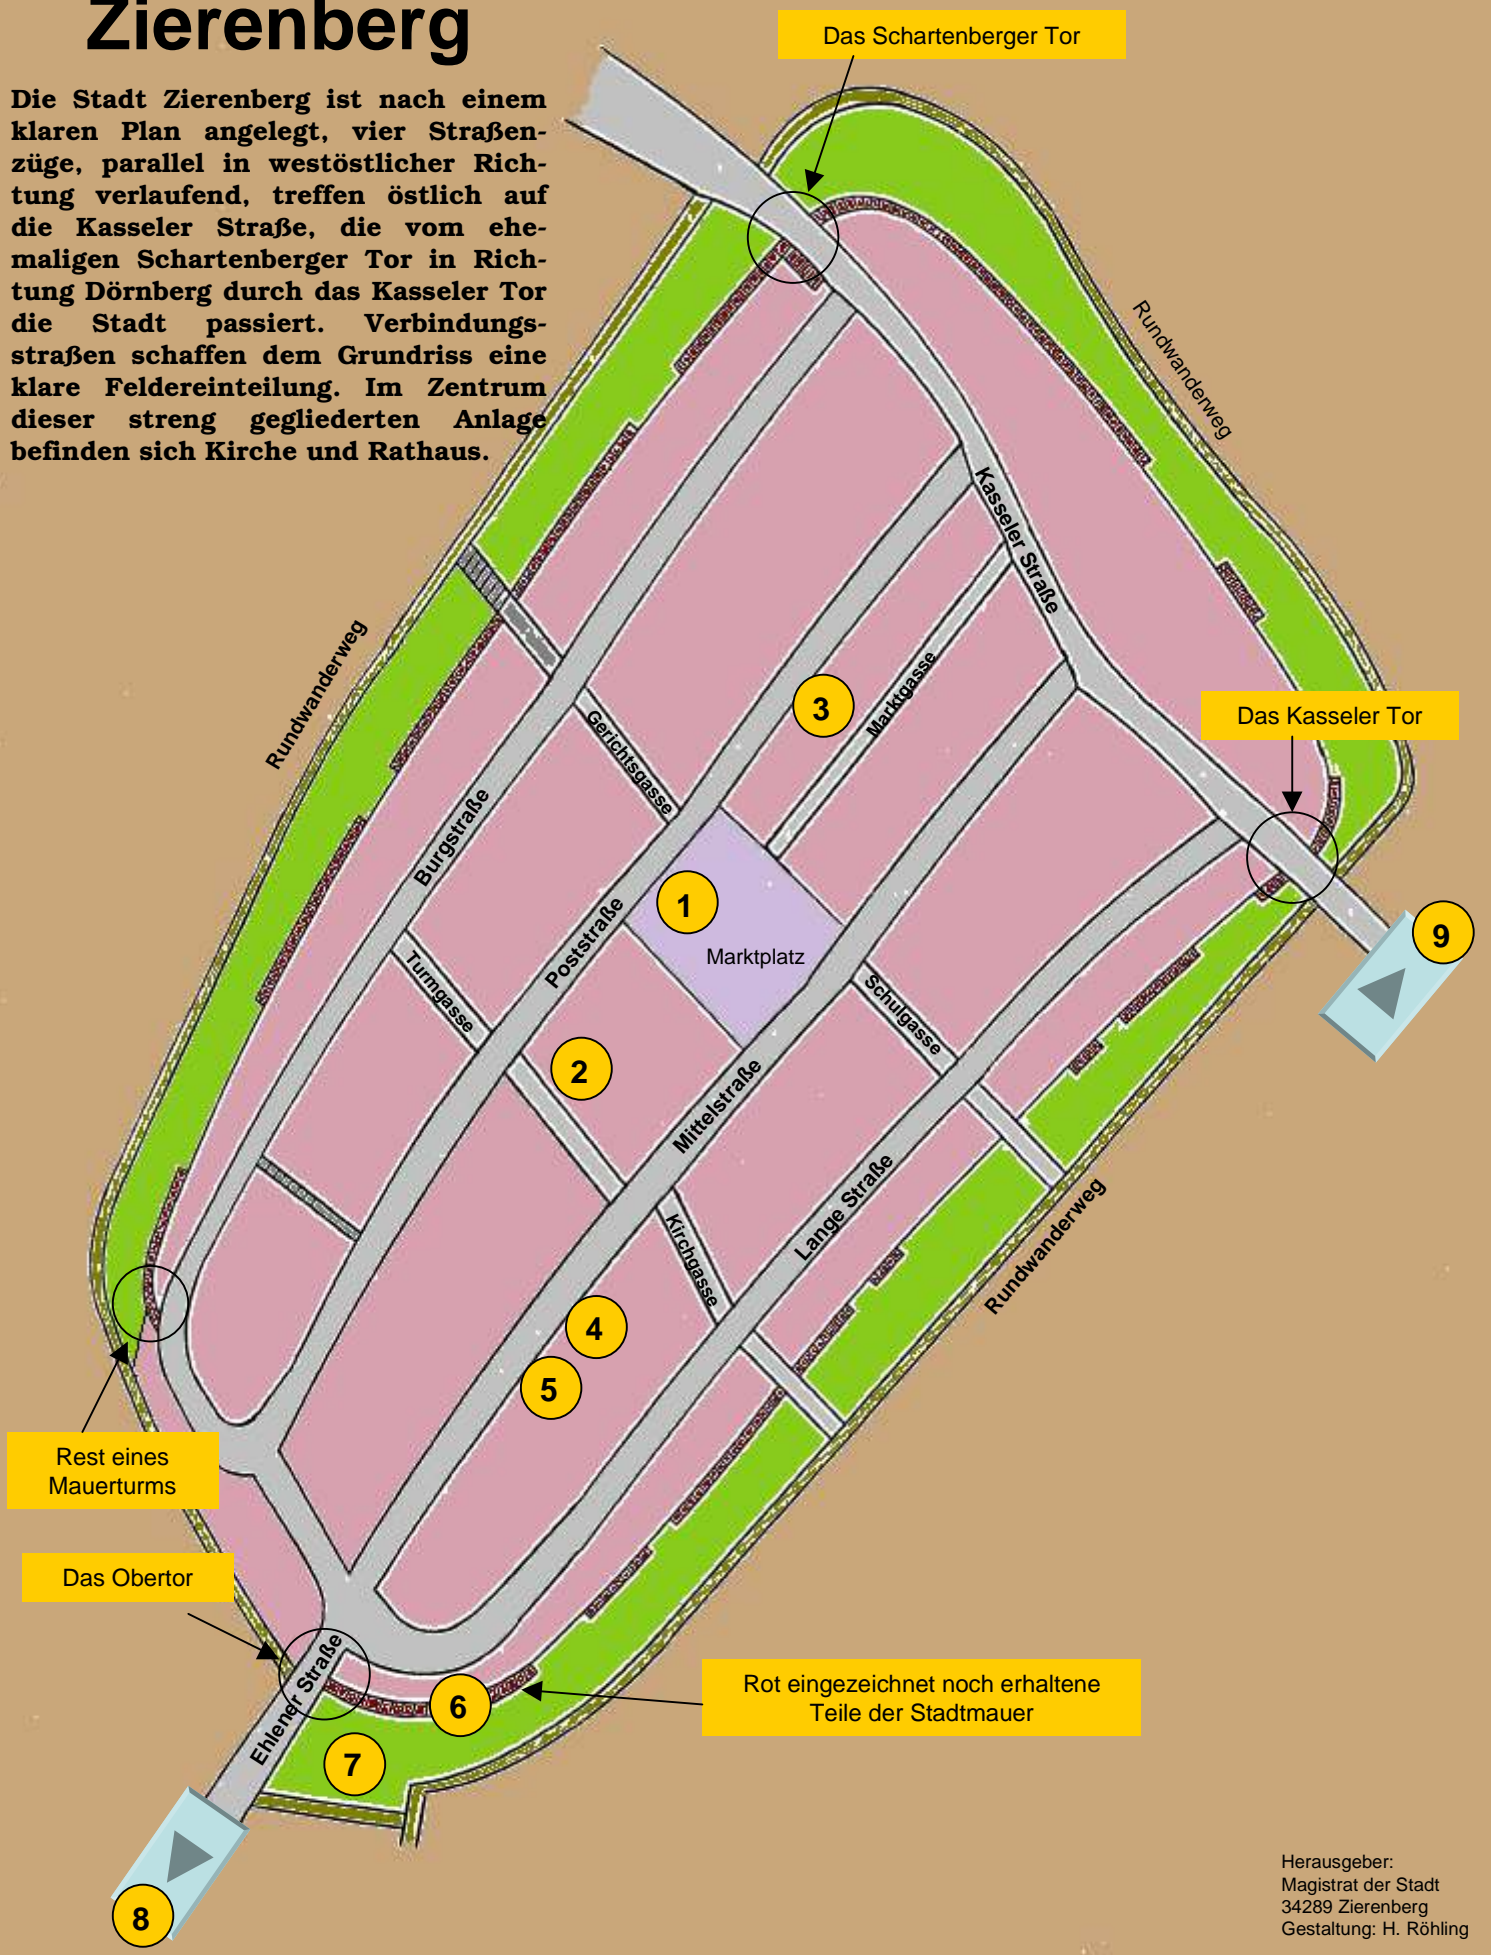 Zierenberg
Die Stadt Zierenberg ist nach einem
klaren Plan angelegt, vier Straßen-
züge, parallel in westöstlicher Rich-
tung verlaufend, treffen östlich auf
die Kasseler Straße, die vom ehe-
maligen Schartenberger Tor in Rich-
tung Dörnberg durch das Kasseler Tor
die Stadt passiert. Verbindungs-
straßen schaffen dem Grundriss eine
klare Feldereinteilung. Im Zentrum
dieser streng gegliederten Anlage
befinden sich Kirche und Rathaus.
Das Schartenberger Tor
Rundwanderweg
Kasseler Straße
Rundwanderweg
Marktgasse
3
Das Kasseler Tor
Gerichtsgasse
Burgstraße
1
Marktplatz
Poststraße
9
Turmgasse
Schulgasse
2
Mittelstraße
Lange Straße
Rundwanderweg
Kirchgasse
4
5
Rest eines
Mauerturms
Das Obertor
Ehlener Straße
6
Rot eingezeichnet noch erhaltene
Teile der Stadtmauer
7
8
Herausgeber:
Magistrat der Stadt
34289 Zierenberg
Gestaltung: H. Röhling